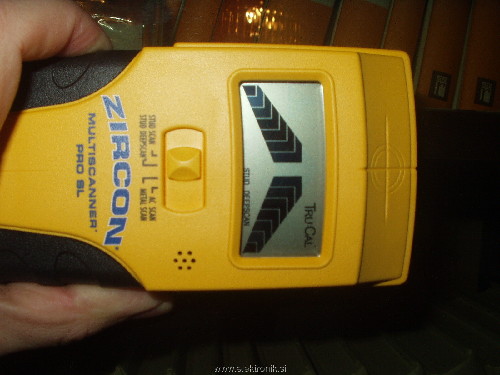 ZIRCON
MULTISCANNER
PRO SL
STUD SCAN
STUD DEEPSCAN
AC SCAN
METAL SCAN
STUD DEEPSCAN
TRUCAL
www.elektronik.si